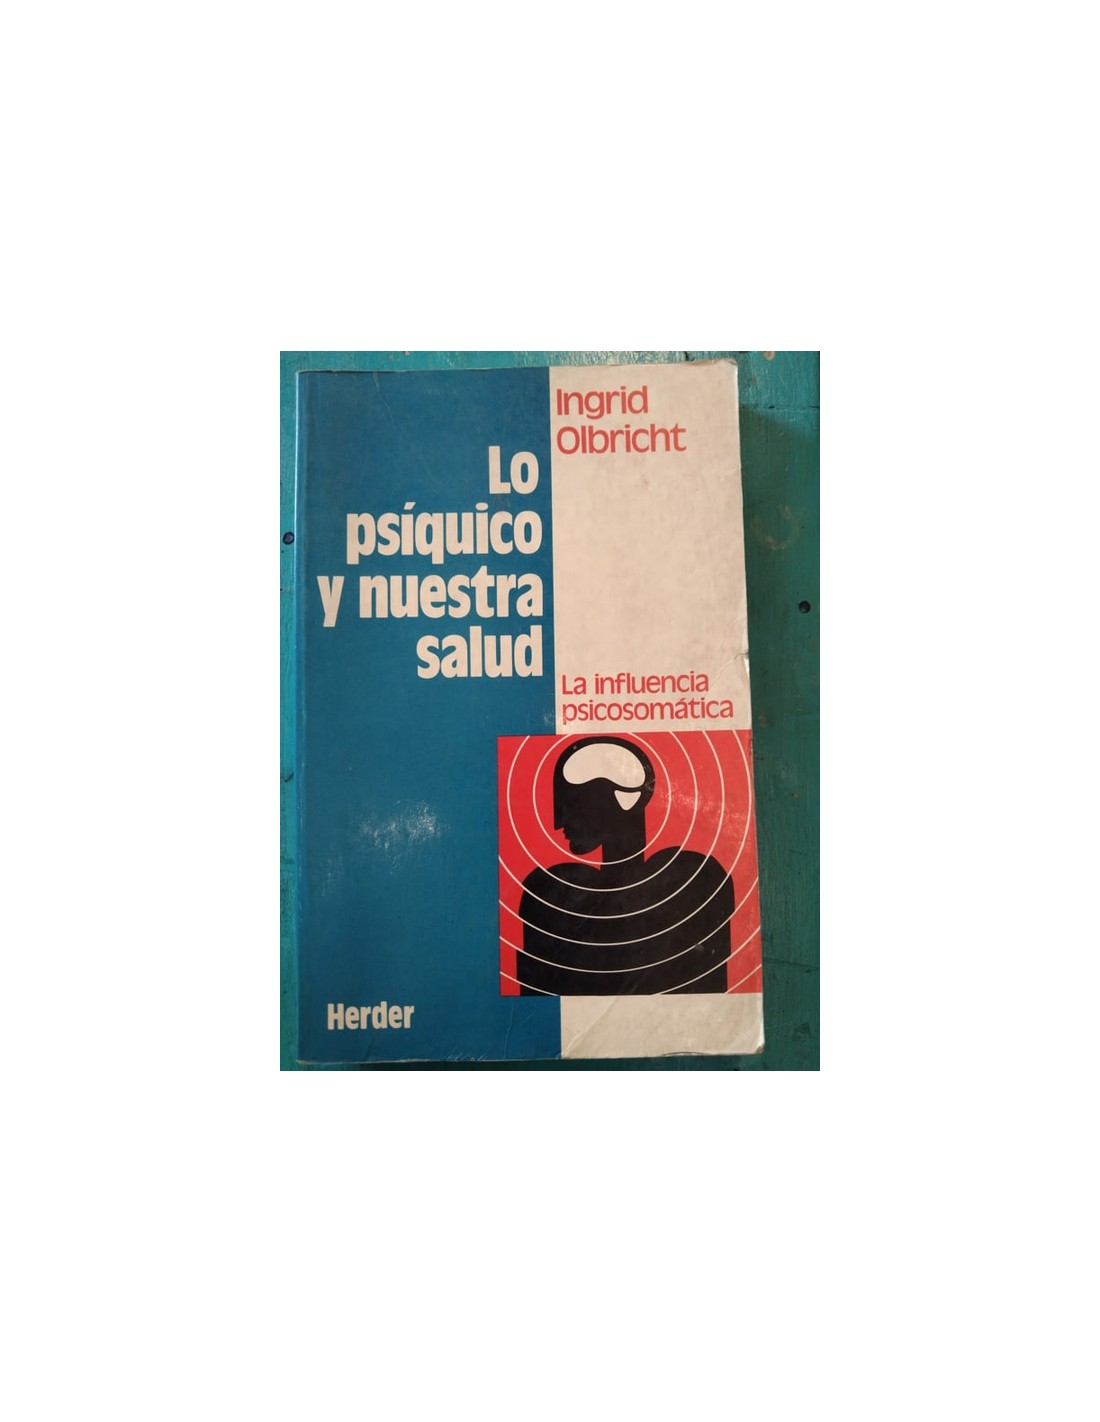 Ingrid
Olbricht
Lo
psíquico
y nuestra
salud
La influencia
psicosomática
Herder